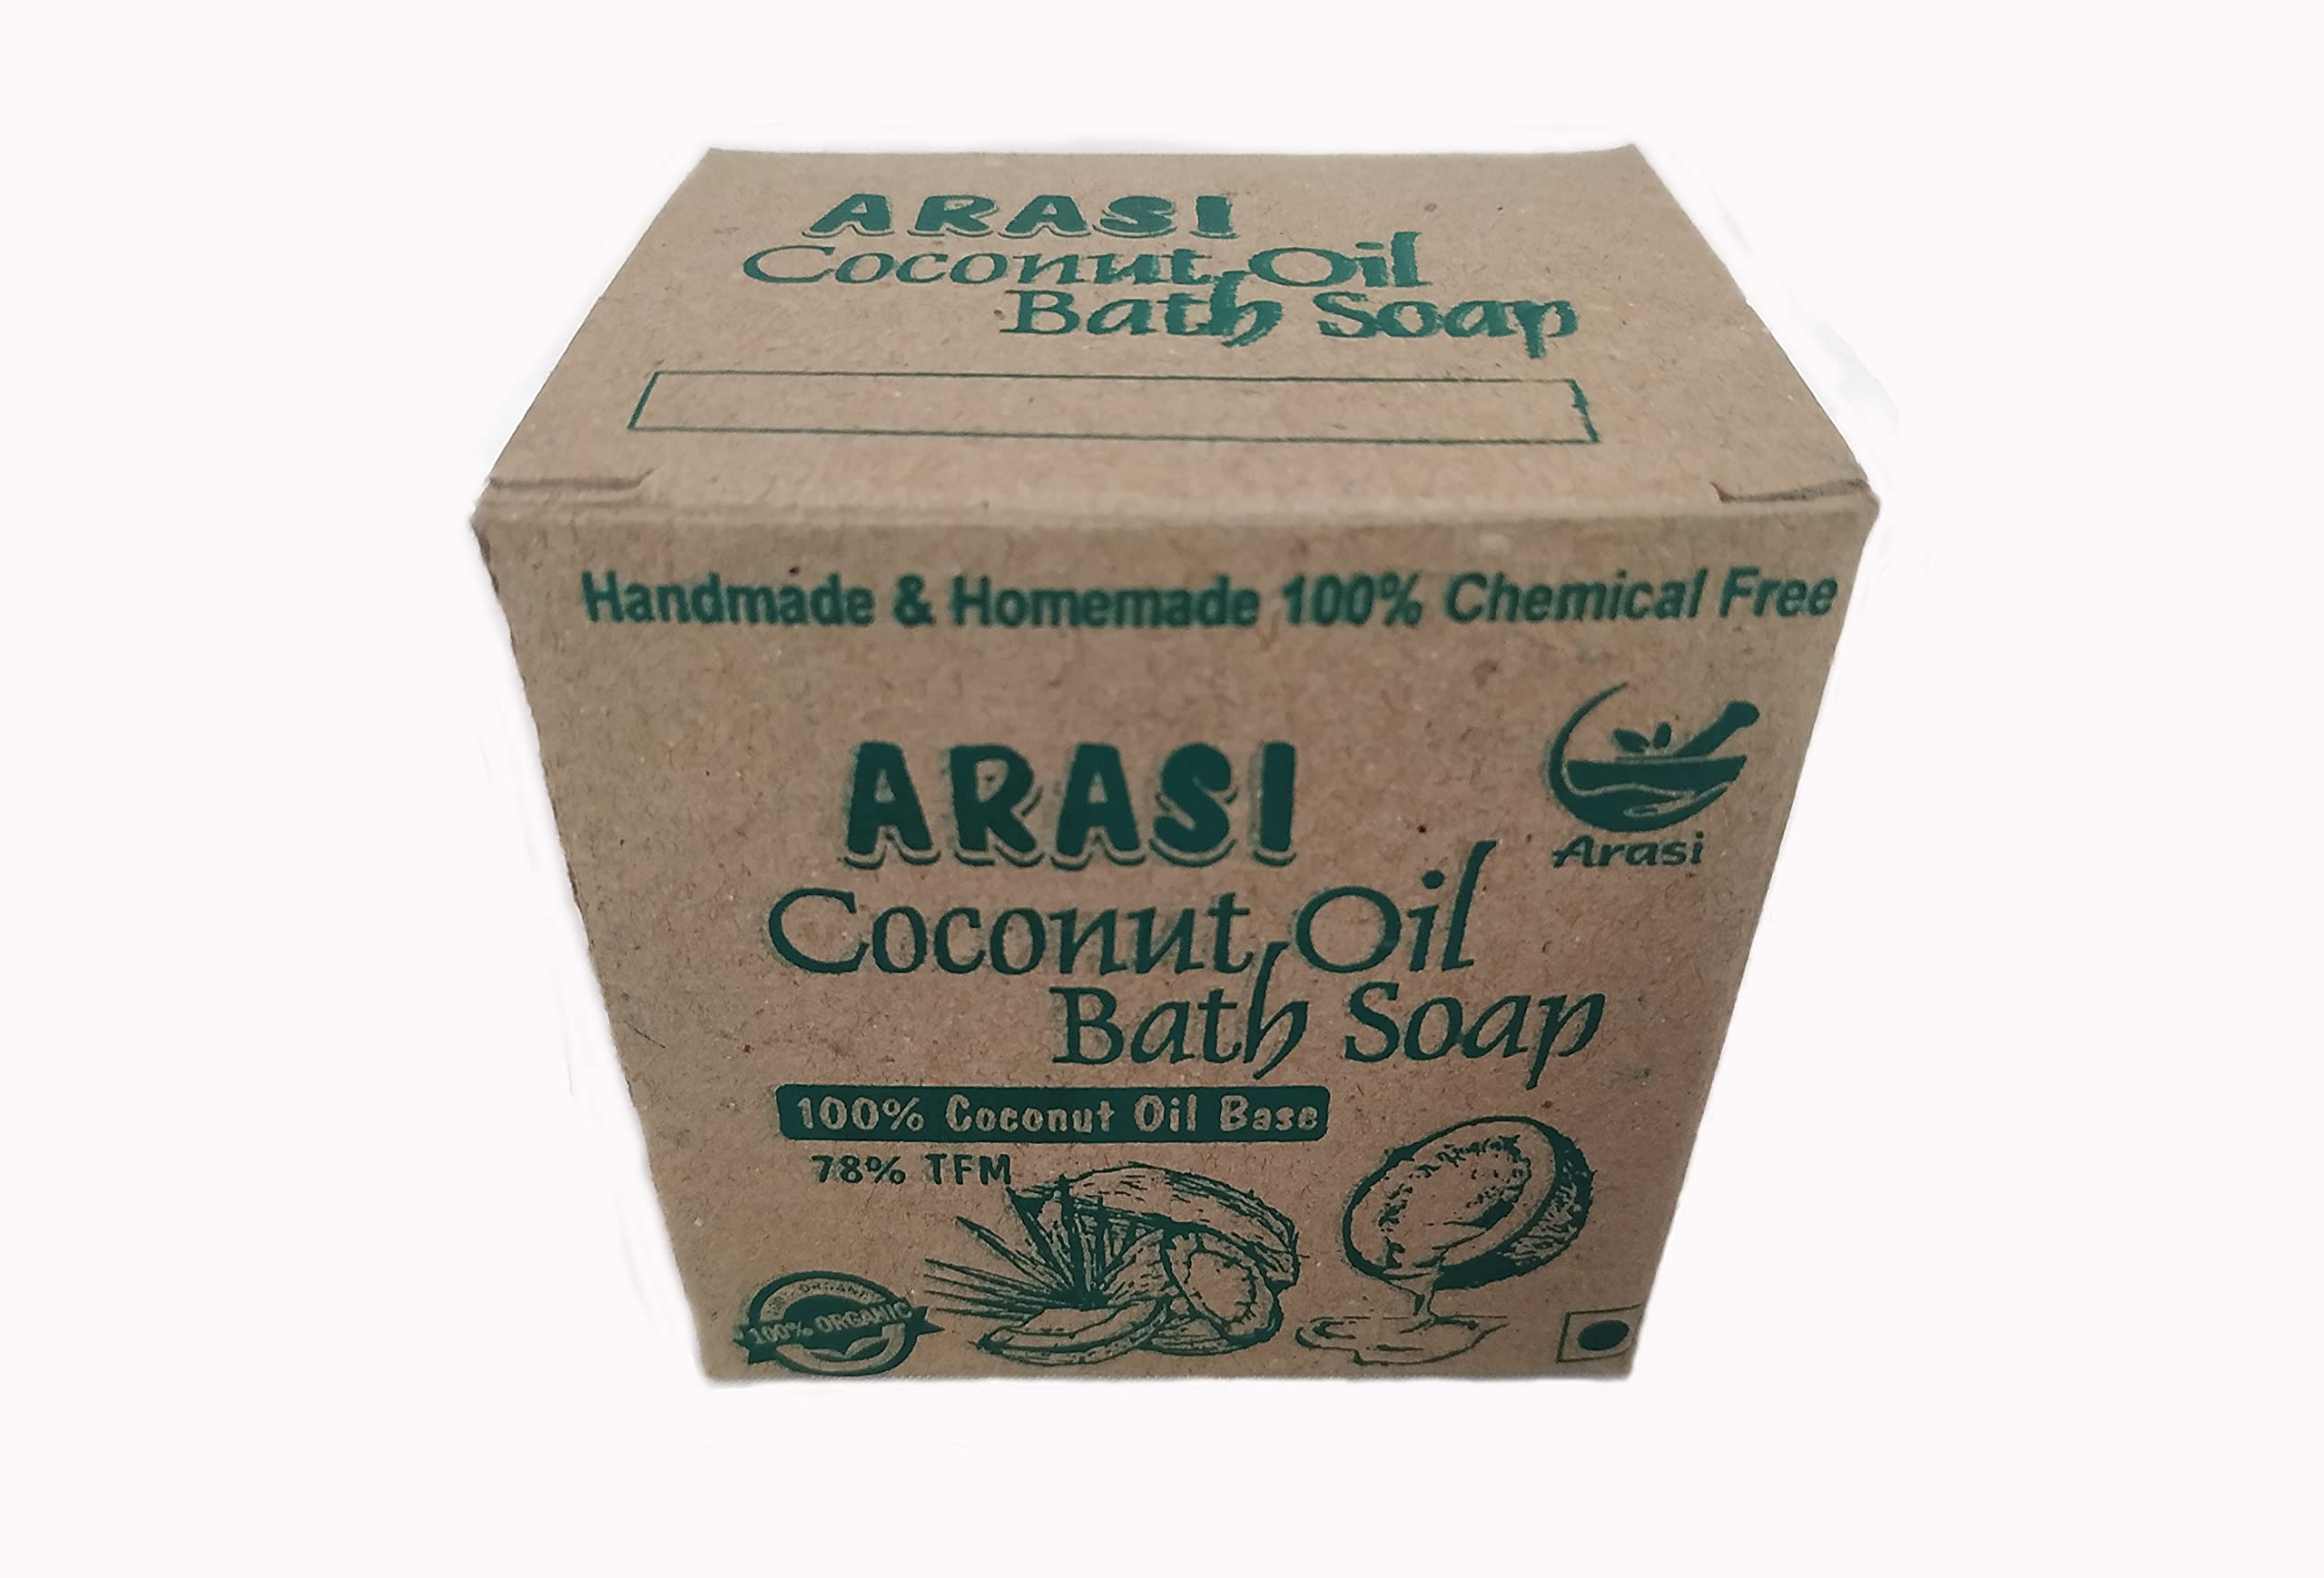 ARASI
Coconut Oil
Bath Soap
Handmade & Homemade 100% Chemical Free
Arasi
ARASI
Coconut Oil
Bath Soap
100% Coconut Oil Base
78% TFM
100% ORGANIC